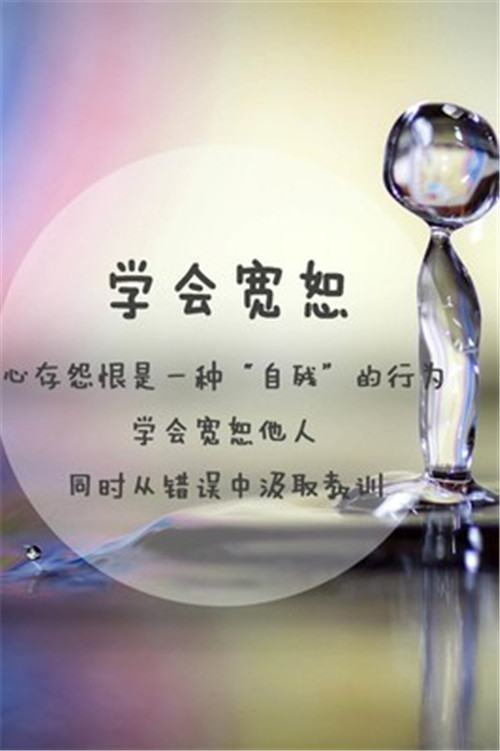 学会宽恕
心存怨恨是一种“自残”的行为
学会宽恕他人
同时从错误中汲取教训